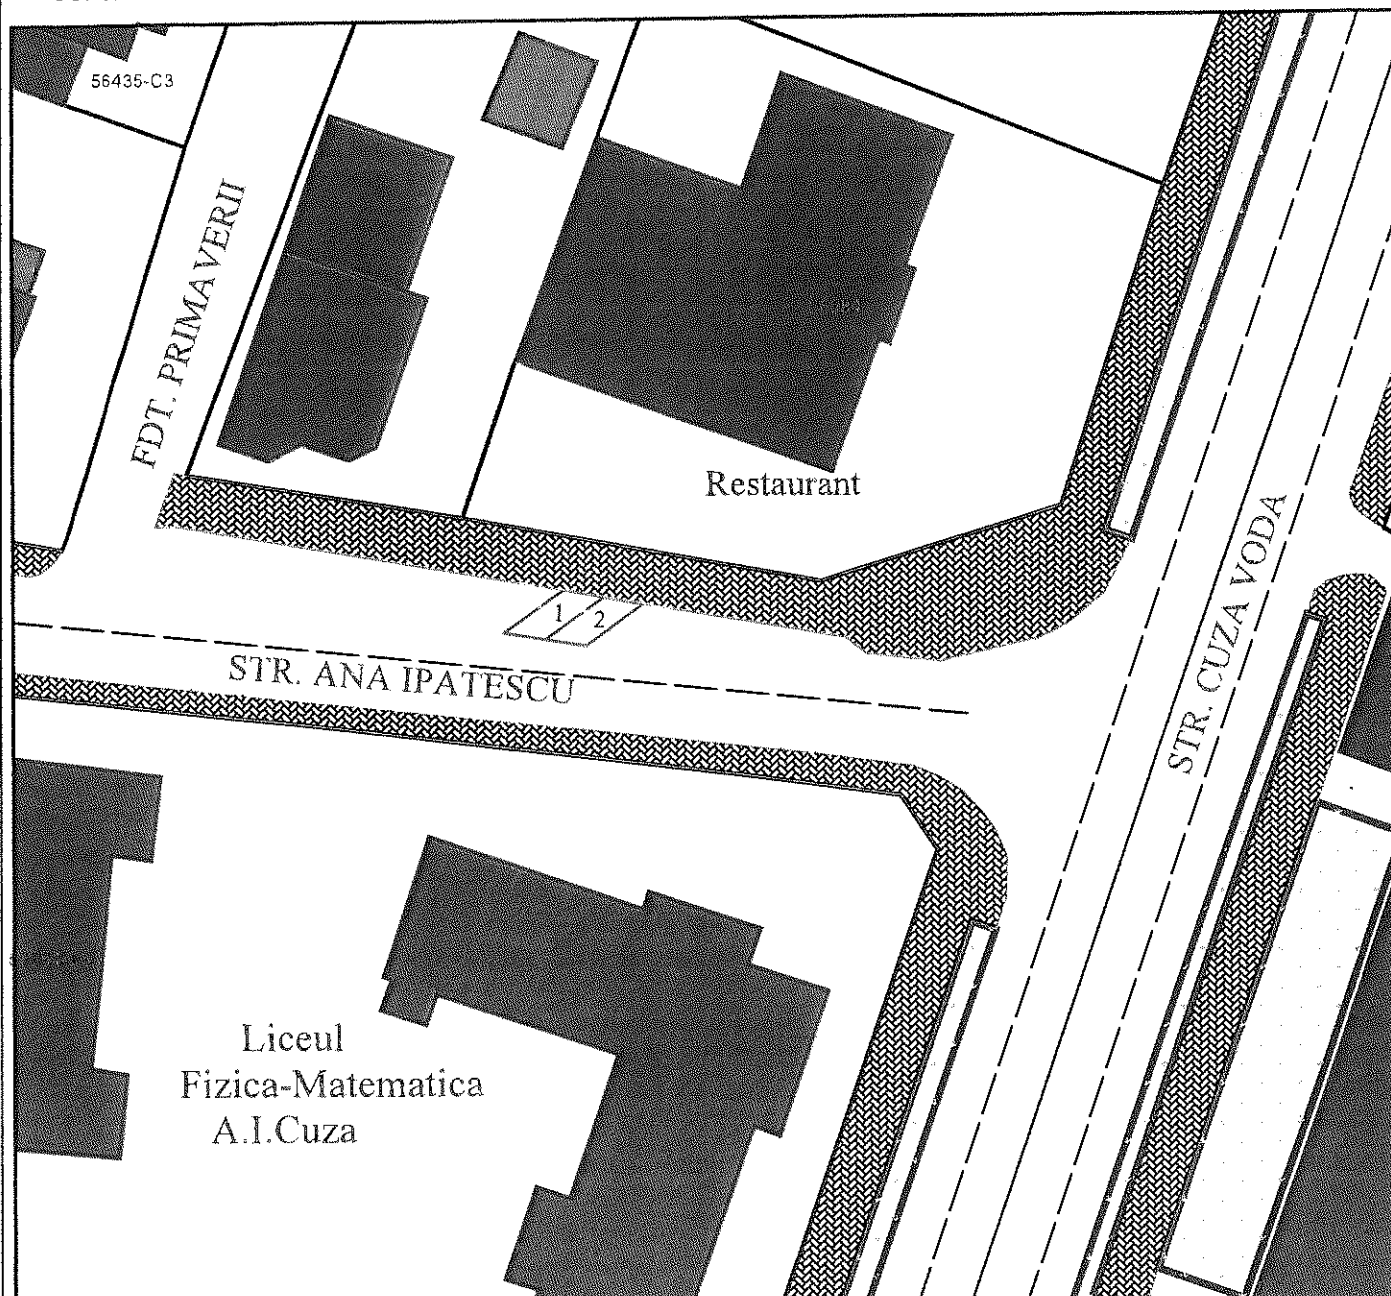 56435-C3
FDT. PRIMAVERII
Restaurant
1
2
STR. ANA IPATESCU
STR. CUZA VODA
Liceul
Fizica-Matematica
A.I.Cuza